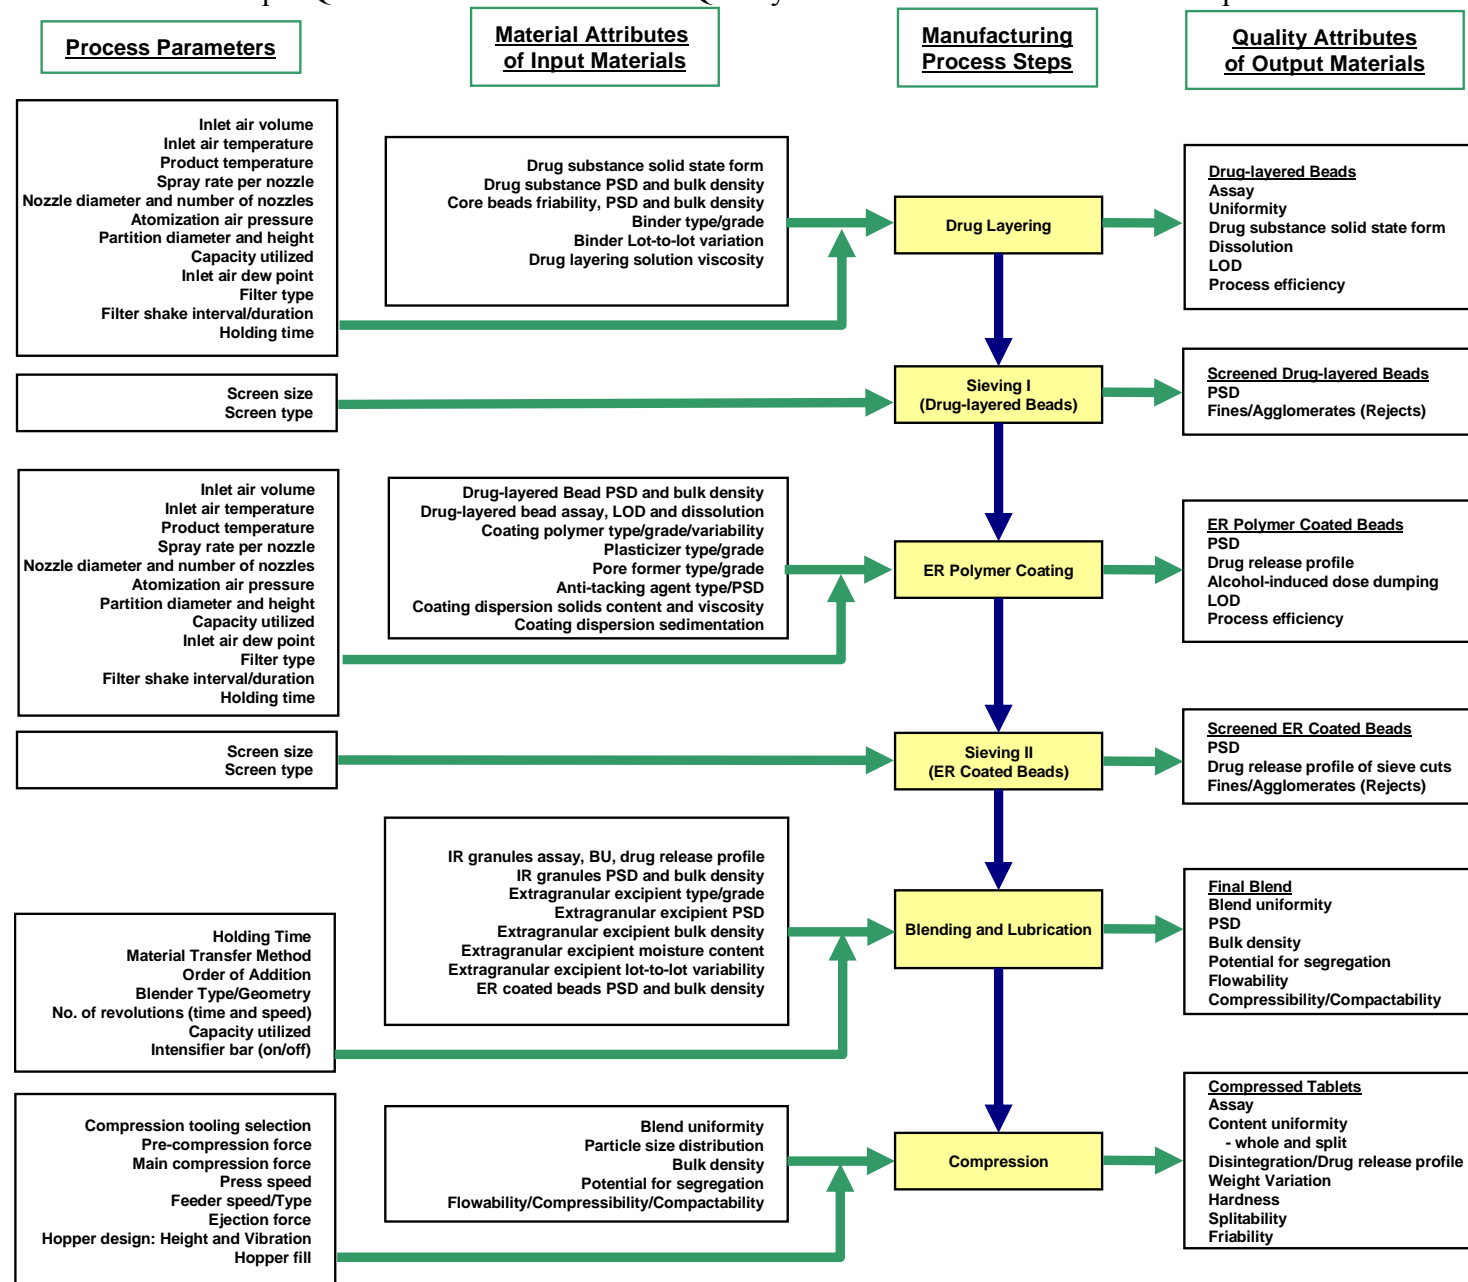 Process Parameters
Material Attributes
of Input Materials
Manufacturing
Process Steps
Quality Attributes
of Output Materials
Inlet air volume
Inlet air temperature
Product temperature
Spray rate per nozzle
Nozzle diameter and number of nozzles
Atomization air pressure
Partition diameter and height
Capacity utilized
Inlet air dew point
Filter type
Filter shake interval/duration
Holding time
Drug substance solid state form
Drug substance PSD and bulk density
Core beads friability, PSD and bulk density
Binder type/grade
Binder Lot-to-lot variation
Drug layering solution viscosity
Drug Layering
Drug-layered Beads
Assay
Uniformity
Drug substance solid state form
Dissolution
LOD
Process efficiency
Screen size
Screen type
Sieving I
(Drug-layered Beads)
Screened Drug-layered Beads
PSD
Fines/Agglomerates (Rejects)
Inlet air volume
Inlet air temperature
Product temperature
Spray rate per nozzle
Nozzle diameter and number of nozzles
Atomization air pressure
Partition diameter and height
Capacity utilized
Inlet air dew point
Filter type
Filter shake interval/duration
Holding time
Drug-layered Bead PSD and bulk density
Drug-layered bead assay, LOD and dissolution
Coating polymer type/grade/variability
Plasticizer type/grade
Pore former type/grade
Anti-tacking agent type/PSD
Coating dispersion solids content and viscosity
Coating dispersion sedimentation
ER Polymer Coating
ER Polymer Coated Beads
PSD
Drug release profile
Alcohol-induced dose dumping
LOD
Process efficiency
Screen size
Screen type
Sieving II
(ER Coated Beads)
Screened ER Coated Beads
PSD
Drug release profile of sieve cuts
Fines/Agglomerates (Rejects)
Holding Time
Material Transfer Method
Order of Addition
Blender Type/Geometry
No. of revolutions (time and speed)
Capacity utilized
Intensifier bar (on/off)
IR granules assay, BU, drug release profile
IR granules PSD and bulk density
Extragranular excipient type/grade
Extragranular excipient PSD
Extragranular excipient bulk density
Extragranular excipient moisture content
Extragranular excipient lot-to-lot variability
ER coated beads PSD and bulk density
Blending and Lubrication
Final Blend
Blend uniformity
PSD
Bulk density
Potential for segregation
Flowability
Compressibility/Compactability
Compression tooling selection
Pre-compression force
Main compression force
Press speed
Feeder speed/Type
Ejection force
Hopper design: Height and Vibration
Hopper fill
Blend uniformity
Particle size distribution
Bulk density
Potential for segregation
Flowability/Compressibility/Compactability
Compression
Compressed Tablets
Assay
Content uniformity
- whole and split
Disintegration/Drug release profile
Weight Variation
Hardness
Splitability
Friability